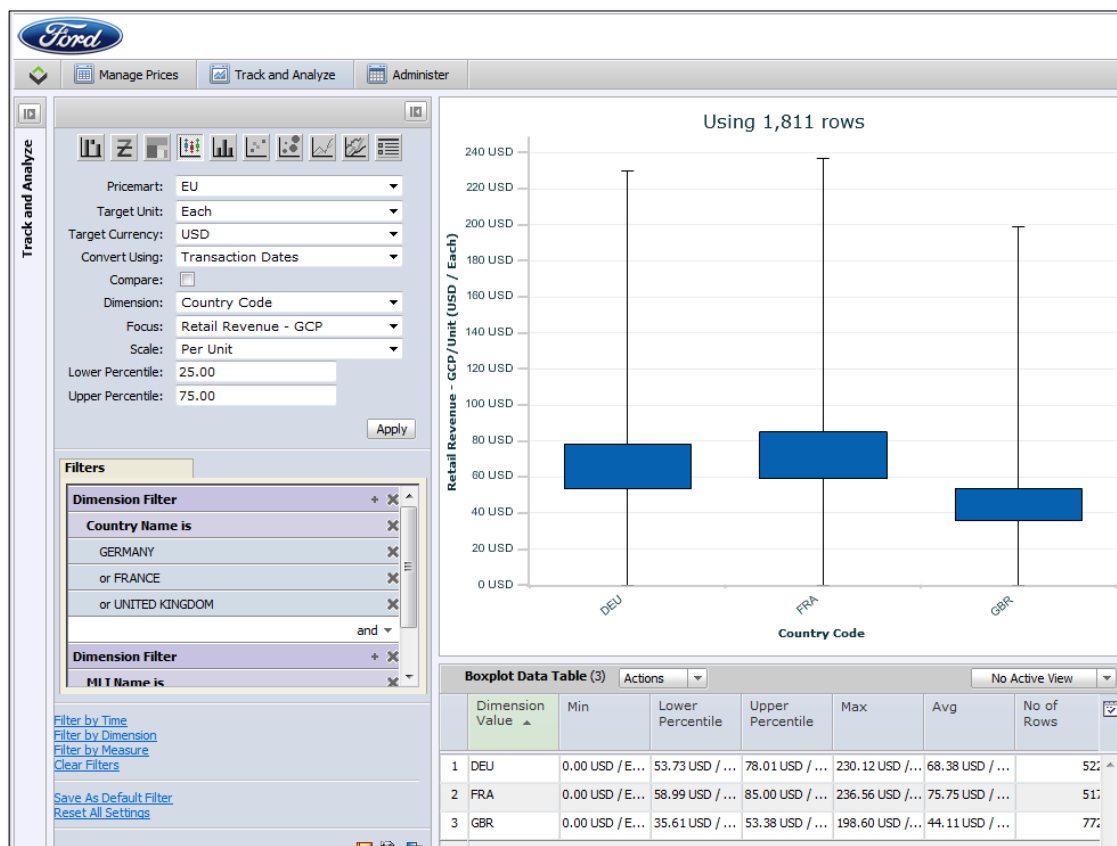 Ford
Manage Prices
Track and Analyze
Administer
Track and Analyze
Pricemart: EU
Target Unit: Each
Target Currency: USD
Convert Using: Transaction Dates
Compare:
Dimension: Country Code
Focus: Retail Revenue - GCP
Scale: Per Unit
Lower Percentile: 25.00
Upper Percentile: 75.00
Apply
Filters
Dimension Filter
Country Name is
GERMANY
or FRANCE
or UNITED KINGDOM
and
Dimension Filter
MLI Name is
Filter by Time
Filter by Dimension
Filter by Measure
Clear Filters
Save As Default Filter
Reset All Settings
Using 1,811 rows
Retail Revenue - GCP/Unit (USD / Each)
240 USD
220 USD
200 USD
180 USD
160 USD
140 USD
120 USD
100 USD
80 USD
60 USD
40 USD
20 USD
0 USD
DEU
FRA
GBR
Country Code
Boxplot Data Table (3) Actions No Active View
Dimension Value Min Lower Percentile Upper Percentile Max Avg No of Rows
1 DEU 0.00 USD / E... 53.73 USD / ... 78.01 USD / ... 230.12 USD /... 68.38 USD / ... 522
2 FRA 0.00 USD / E... 58.99 USD / ... 85.00 USD / ... 236.56 USD /... 75.75 USD / ... 517
3 GBR 0.00 USD / E... 35.61 USD / ... 53.38 USD / ... 198.60 USD /... 44.11 USD / ... 772